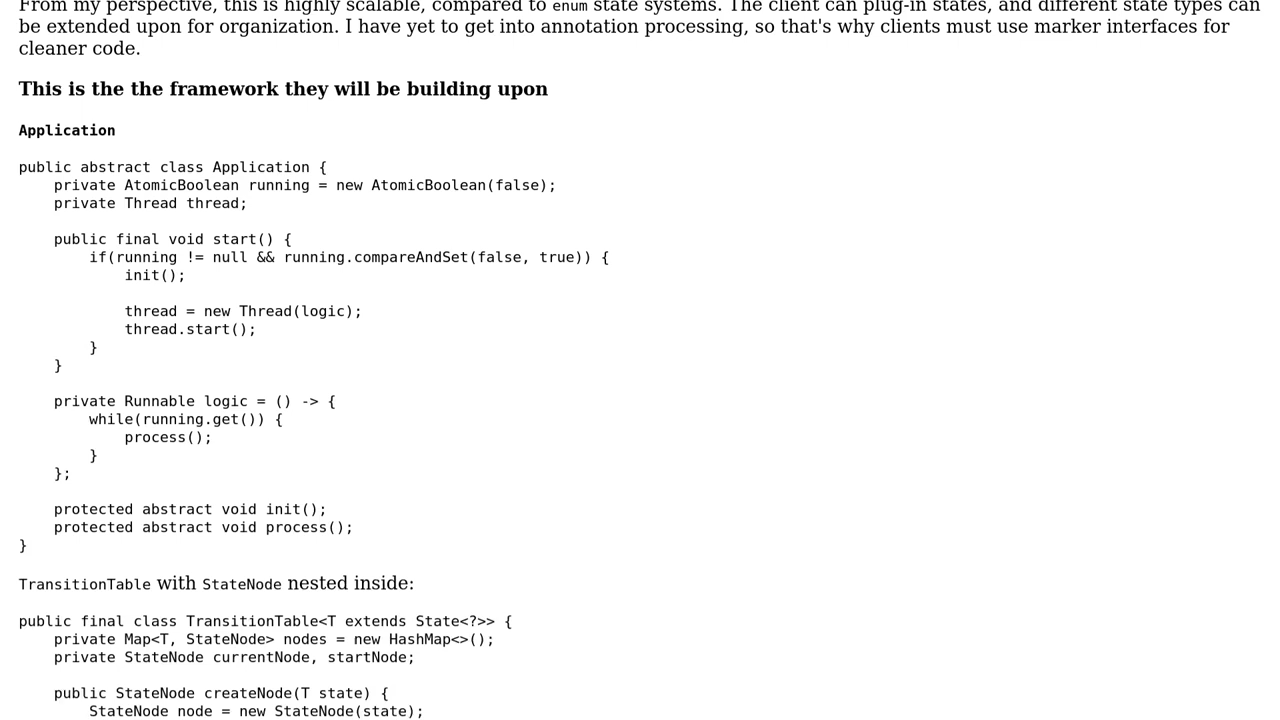 From my perspective, this is highly scalable, compared to enum state systems. The client can plug-in states, and different state types can
be extended upon for organization. I have yet to get into annotation processing, so that's why clients must use marker interfaces for
cleaner code.
This is the the framework they will be building upon
Application
public abstract class Application {
    private AtomicBoolean running = new AtomicBoolean(false);
    private Thread thread;
    public final void start() {
        if(running != null && running.compareAndSet(false, true)) {
            init();
            thread = new Thread(logic);
            thread.start();
        }
    }
    private Runnable logic = () -> {
        while(running.get()) {
            process();
        }
    };
    protected abstract void init();
    protected abstract void process();
}
TransitionTable with StateNode nested inside:
public final class TransitionTable<T extends State<?>> {
    private Map<T, StateNode> nodes = new HashMap<>();
    private StateNode currentNode, startNode;
    public StateNode createNode(T state) {
        StateNode node = new StateNode(state);